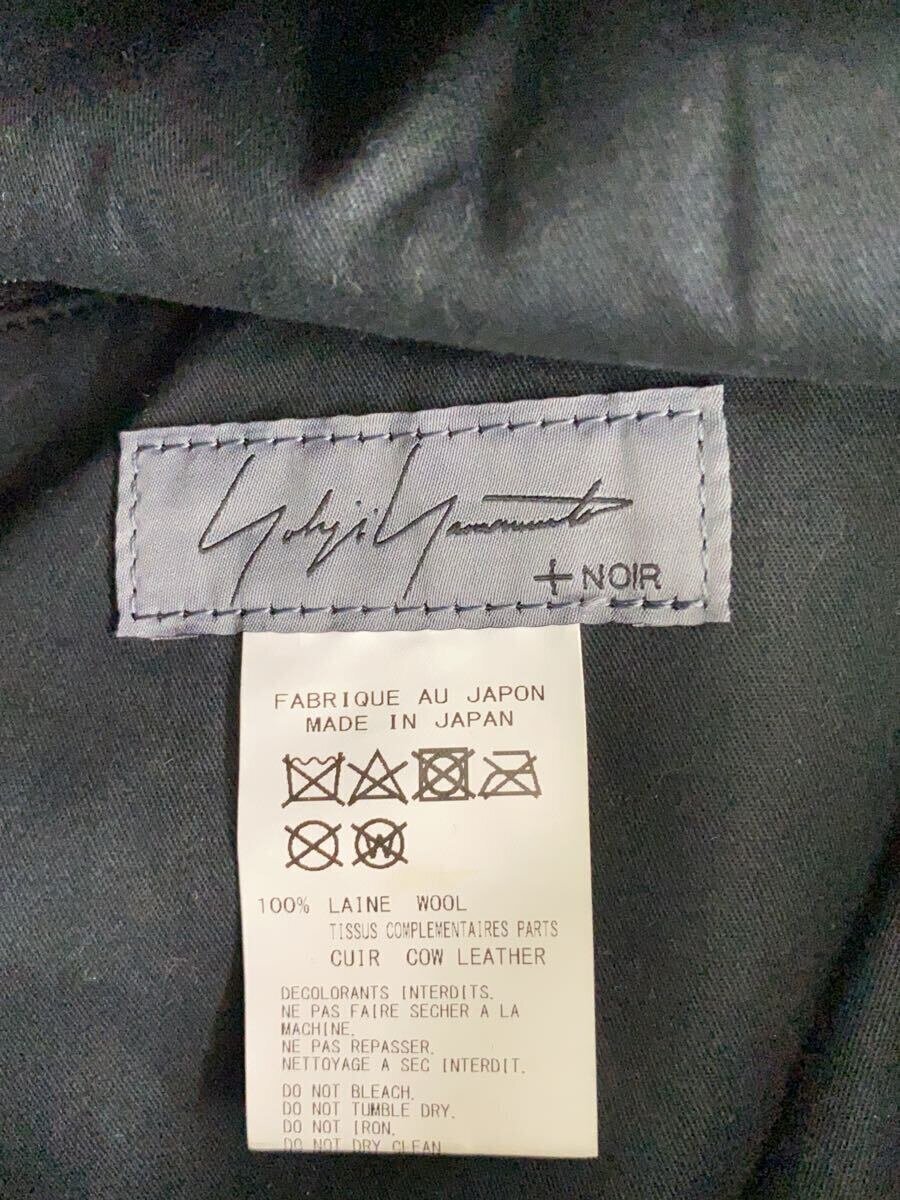 Yohji Yamamoto
+ NOIR
FABRIQUE AU JAPON
MADE IN JAPAN
W
100% LAINE WOOL
TISSUS COMPLEMENTAIRES PARTS
CUIR COW LEATHER
DECOLORANTS INTERDITS.
NE PAS FAIRE SECHER A LA
MACHINE.
NE PAS REPASSER.
NETTOYAGE A SEC INTERDIT.
DO NOT BLEACH.
DO NOT TUMBLE DRY.
DO NOT IRON.
DO NOT DRY CLEAN